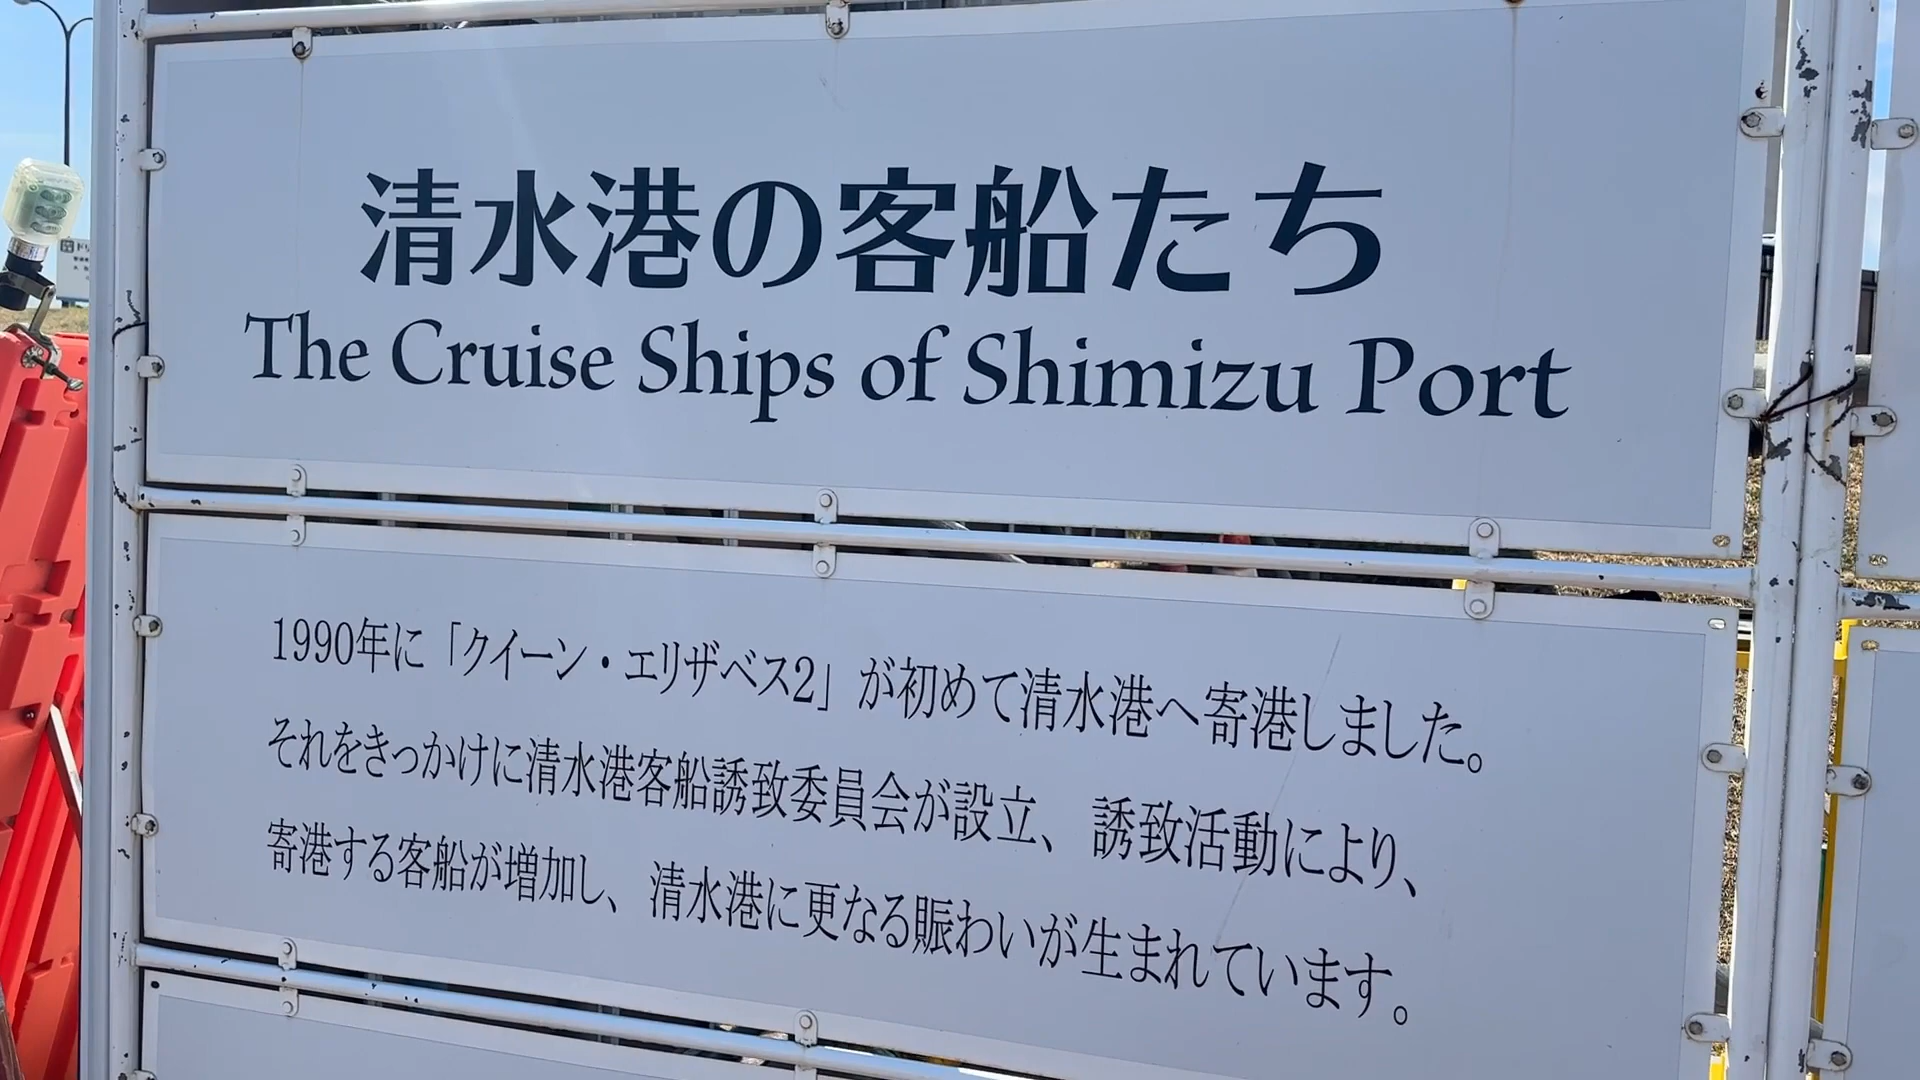 清水港の客船たち
The Cruise Ships of Shimizu Port
1990年に「クイーン・エリザベス2」が初めて清水港へ寄港しました。
それをきっかけに清水港客船誘致委員会が設立、誘致活動により、
寄港する客船が増加し、清水港に更なる賑わいが生まれています。